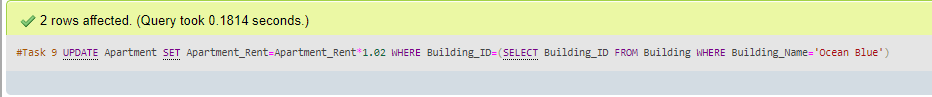 2 rows affected. (Query took 0.1814 seconds.)
#Task 9 UPDATE Apartment SET Apartment_Rent=Apartment_Rent*1.02 WHERE Building_ID=(SELECT Building_ID FROM Building WHERE Building_Name='Ocean Blue')